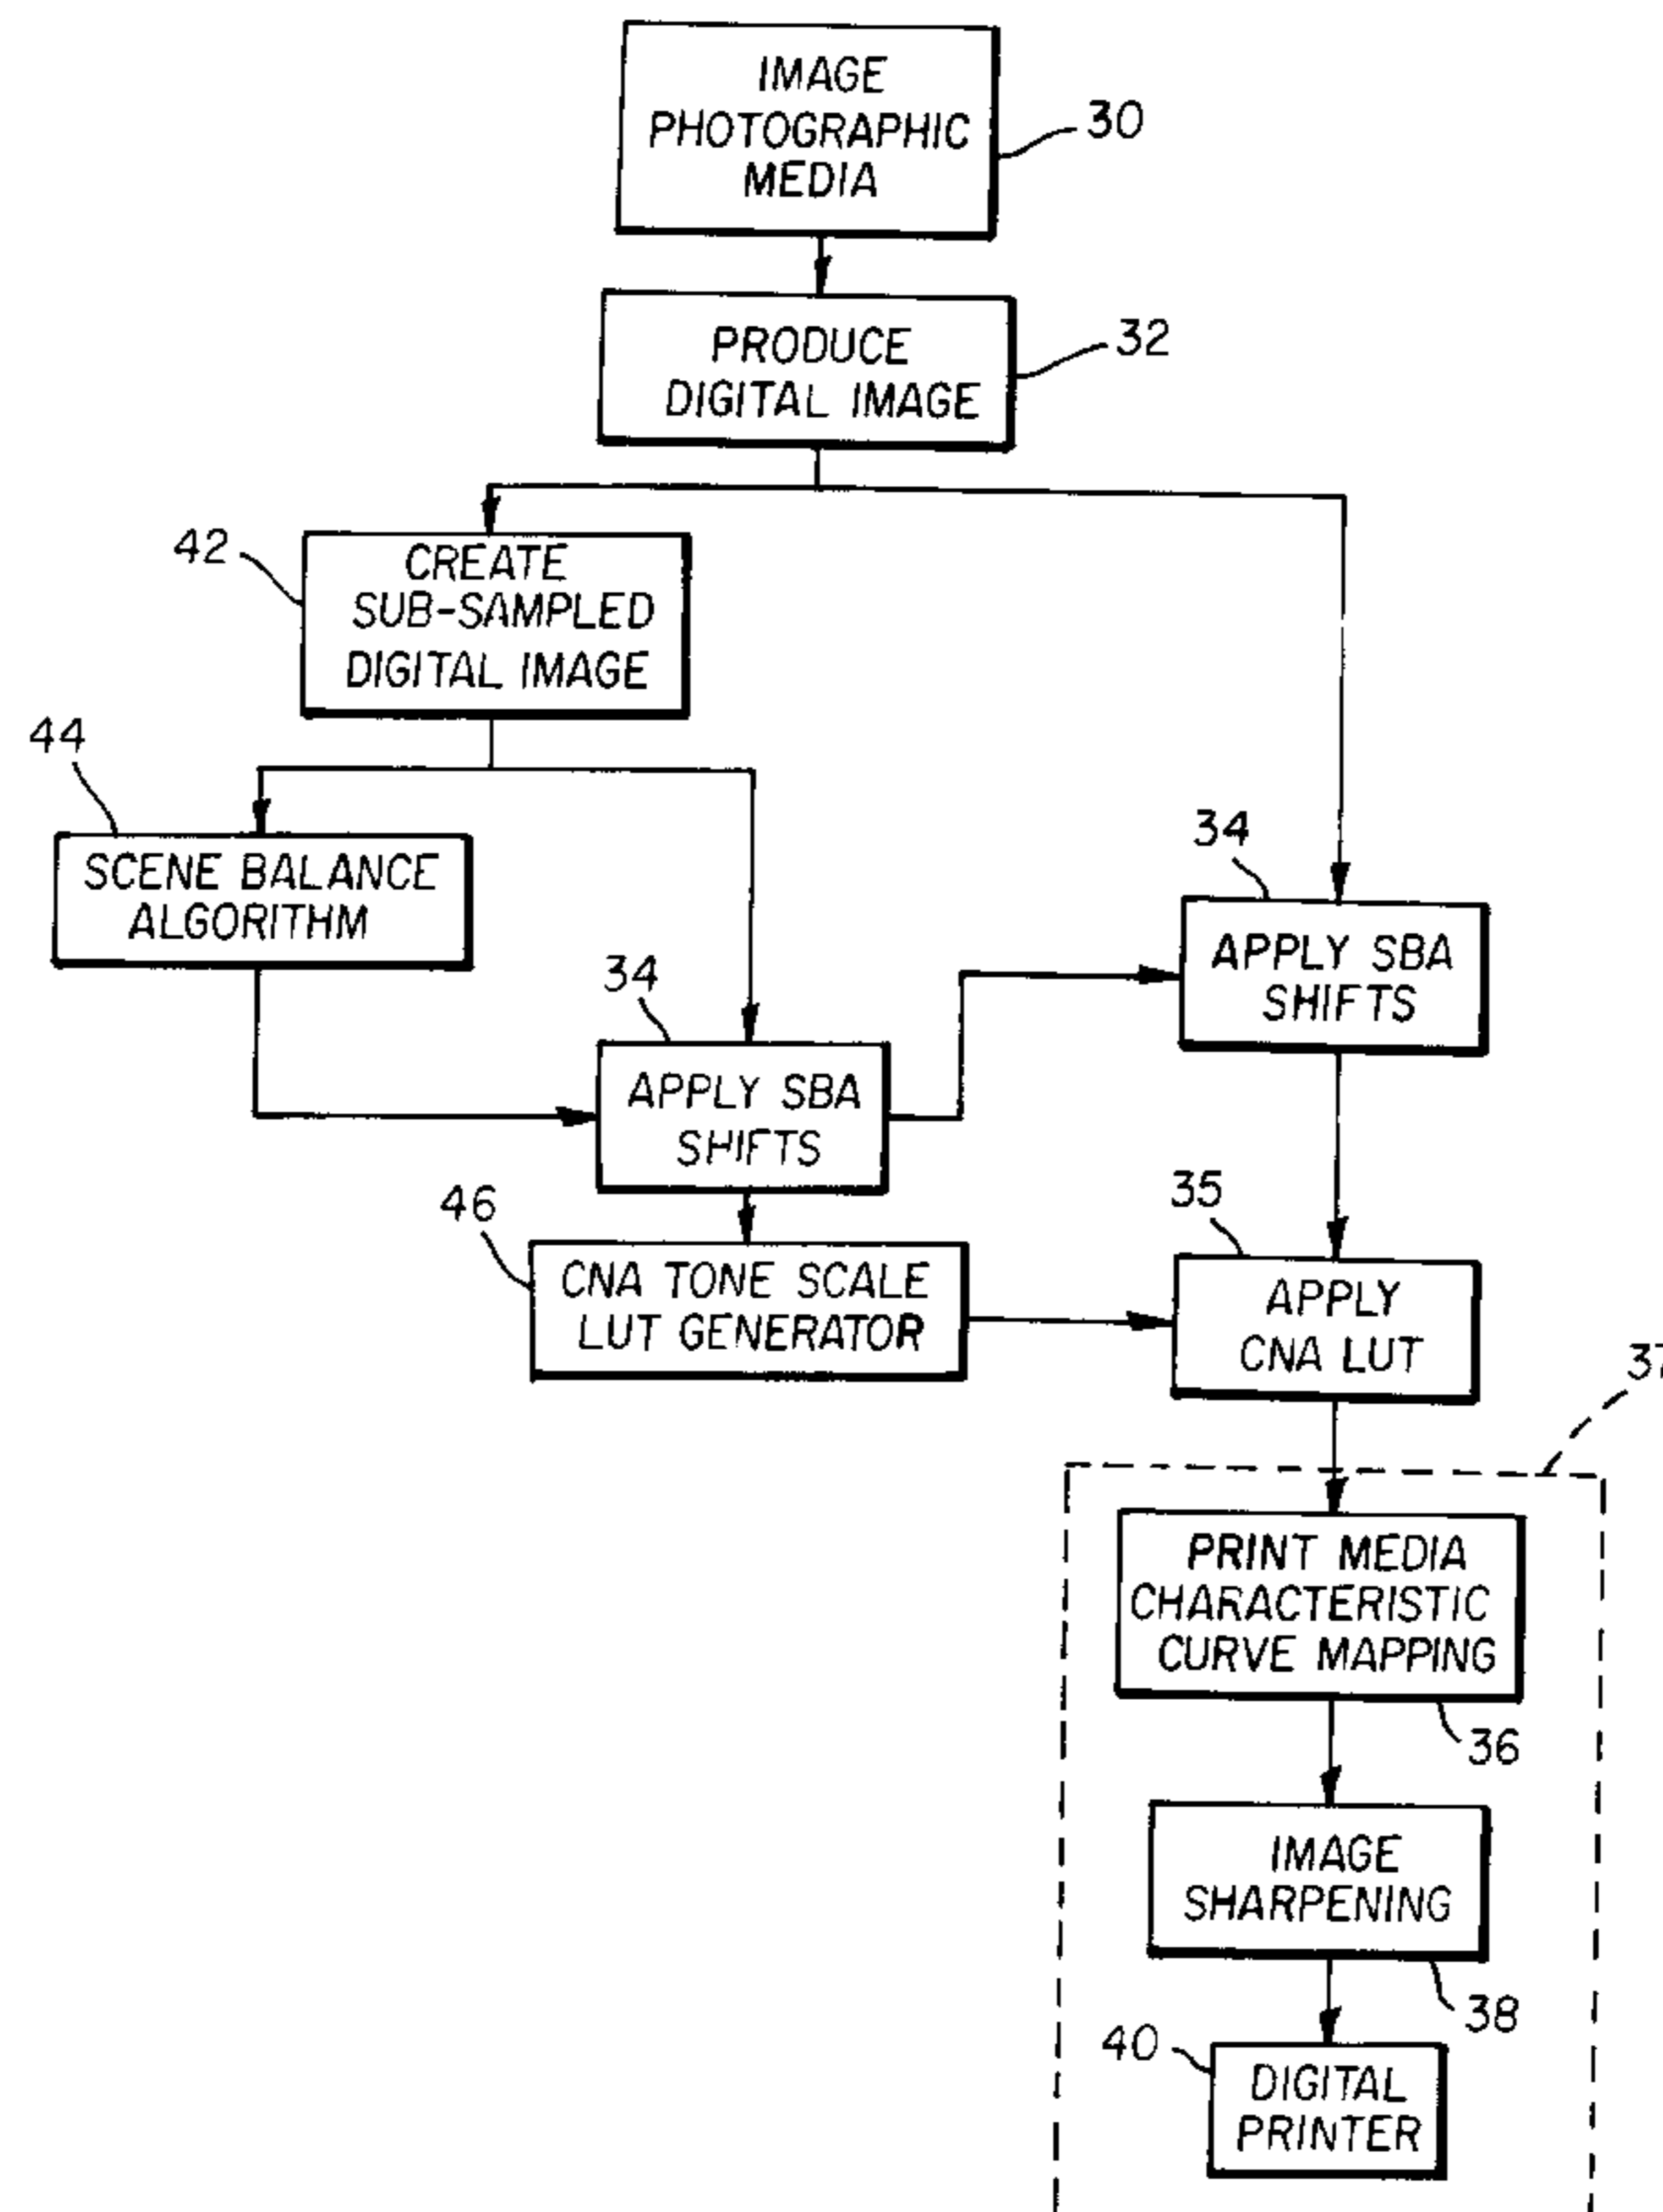 IMAGE
PHOTOGRAPHIC
MEDIA
30
PRODUCE
DIGITAL IMAGE
32
42
CREATE
SUB-SAMPLED
DIGITAL IMAGE
44
SCENE BALANCE
ALGORITHM
34
APPLY SBA
SHIFTS
34
APPLY SBA
SHIFTS
46
CNA TONE SCALE
LUT GENERATOR
35
APPLY
CNA LUT
37
PRINT MEDIA
CHARACTERISTIC
CURVE MAPPING
36
IMAGE
SHARPENING
38
40
DIGITAL
PRINTER